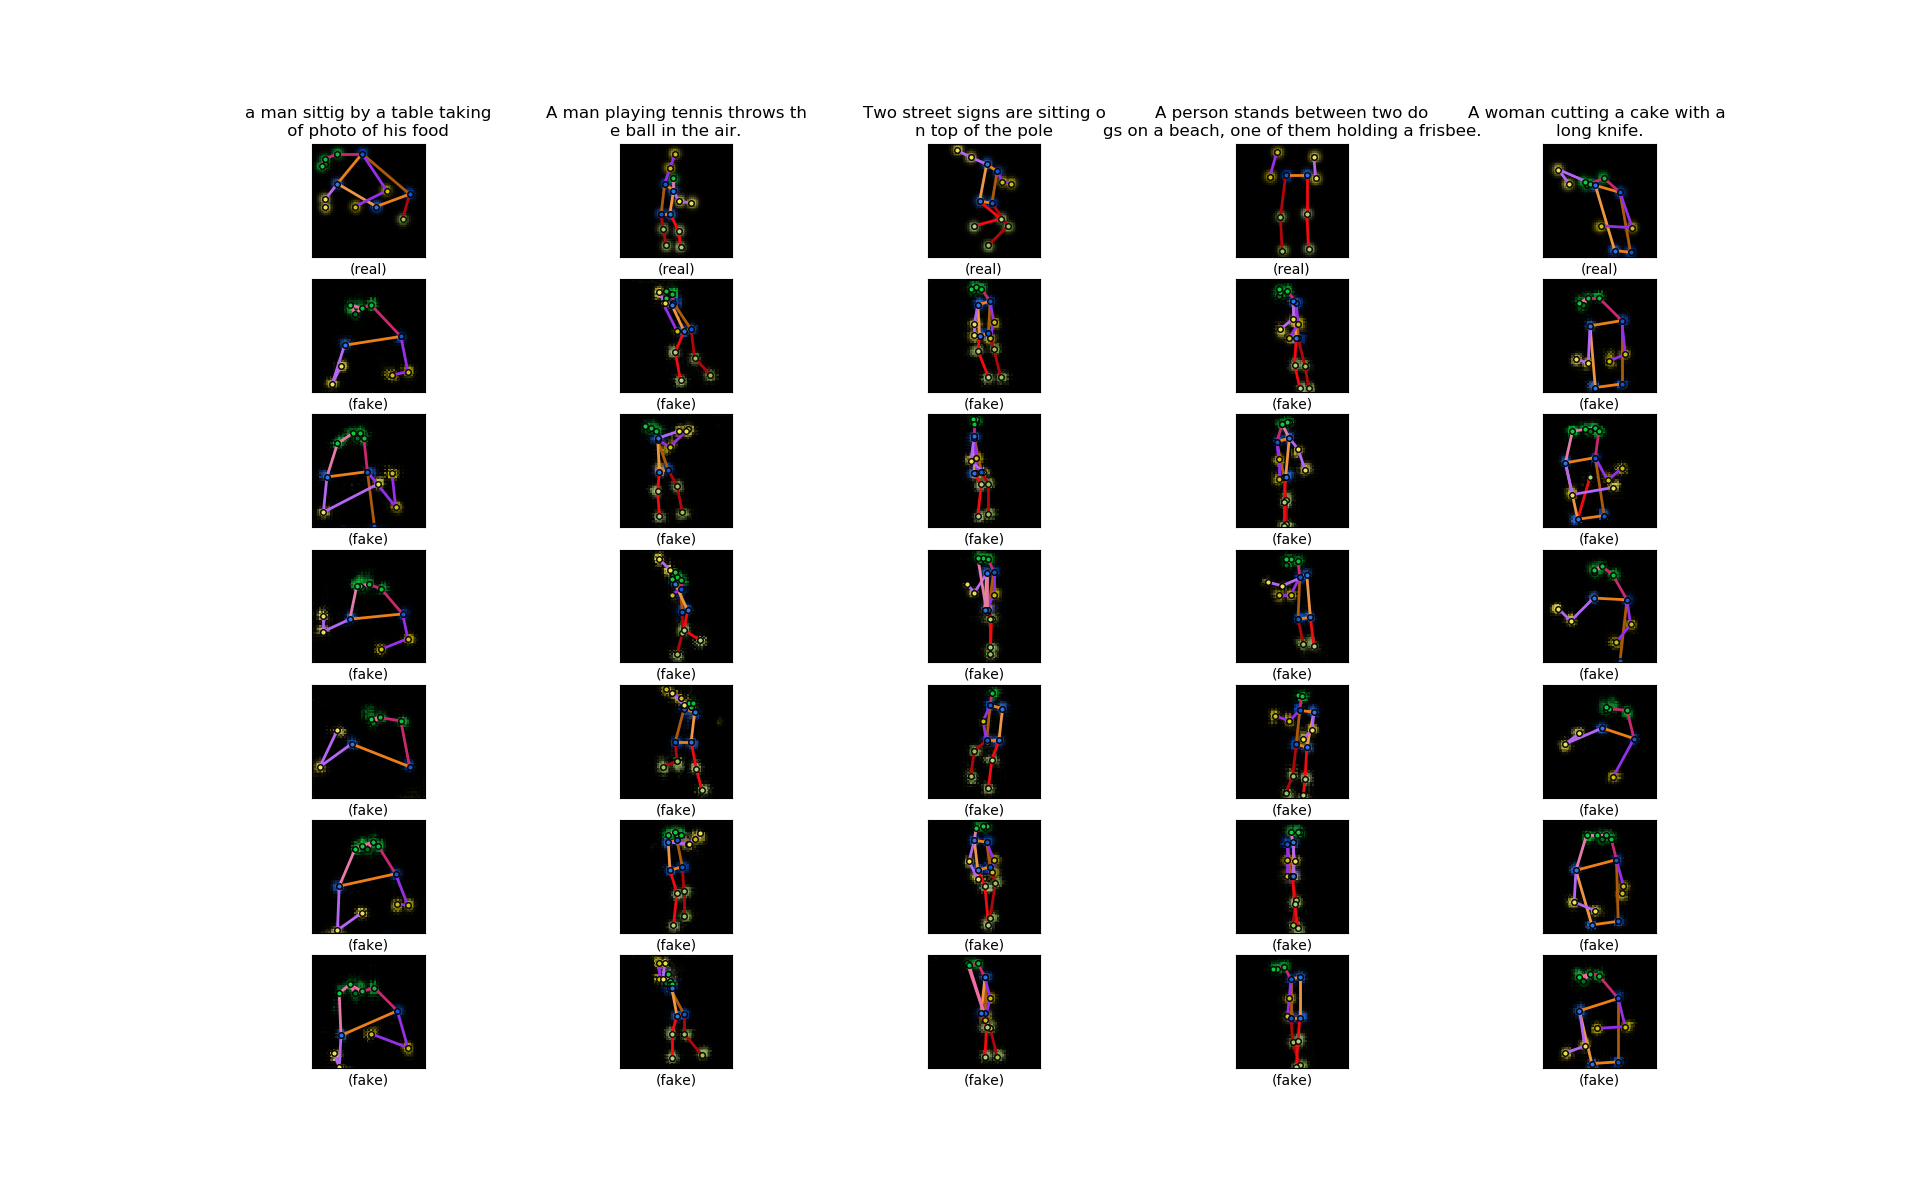 a man sittig by a table taking
of photo of his food
A man playing tennis throws th
e ball in the air.
Two street signs are sitting o
n top of the pole
A person stands between two do
gs on a beach, one of them holding a frisbee.
A woman cutting a cake with a
long knife.
(real) (real) (real) (real) (real)
(fake) (fake) (fake) (fake) (fake)
(fake) (fake) (fake) (fake) (fake)
(fake) (fake) (fake) (fake) (fake)
(fake) (fake) (fake) (fake) (fake)
(fake) (fake) (fake) (fake) (fake)
(fake) (fake) (fake) (fake) (fake)